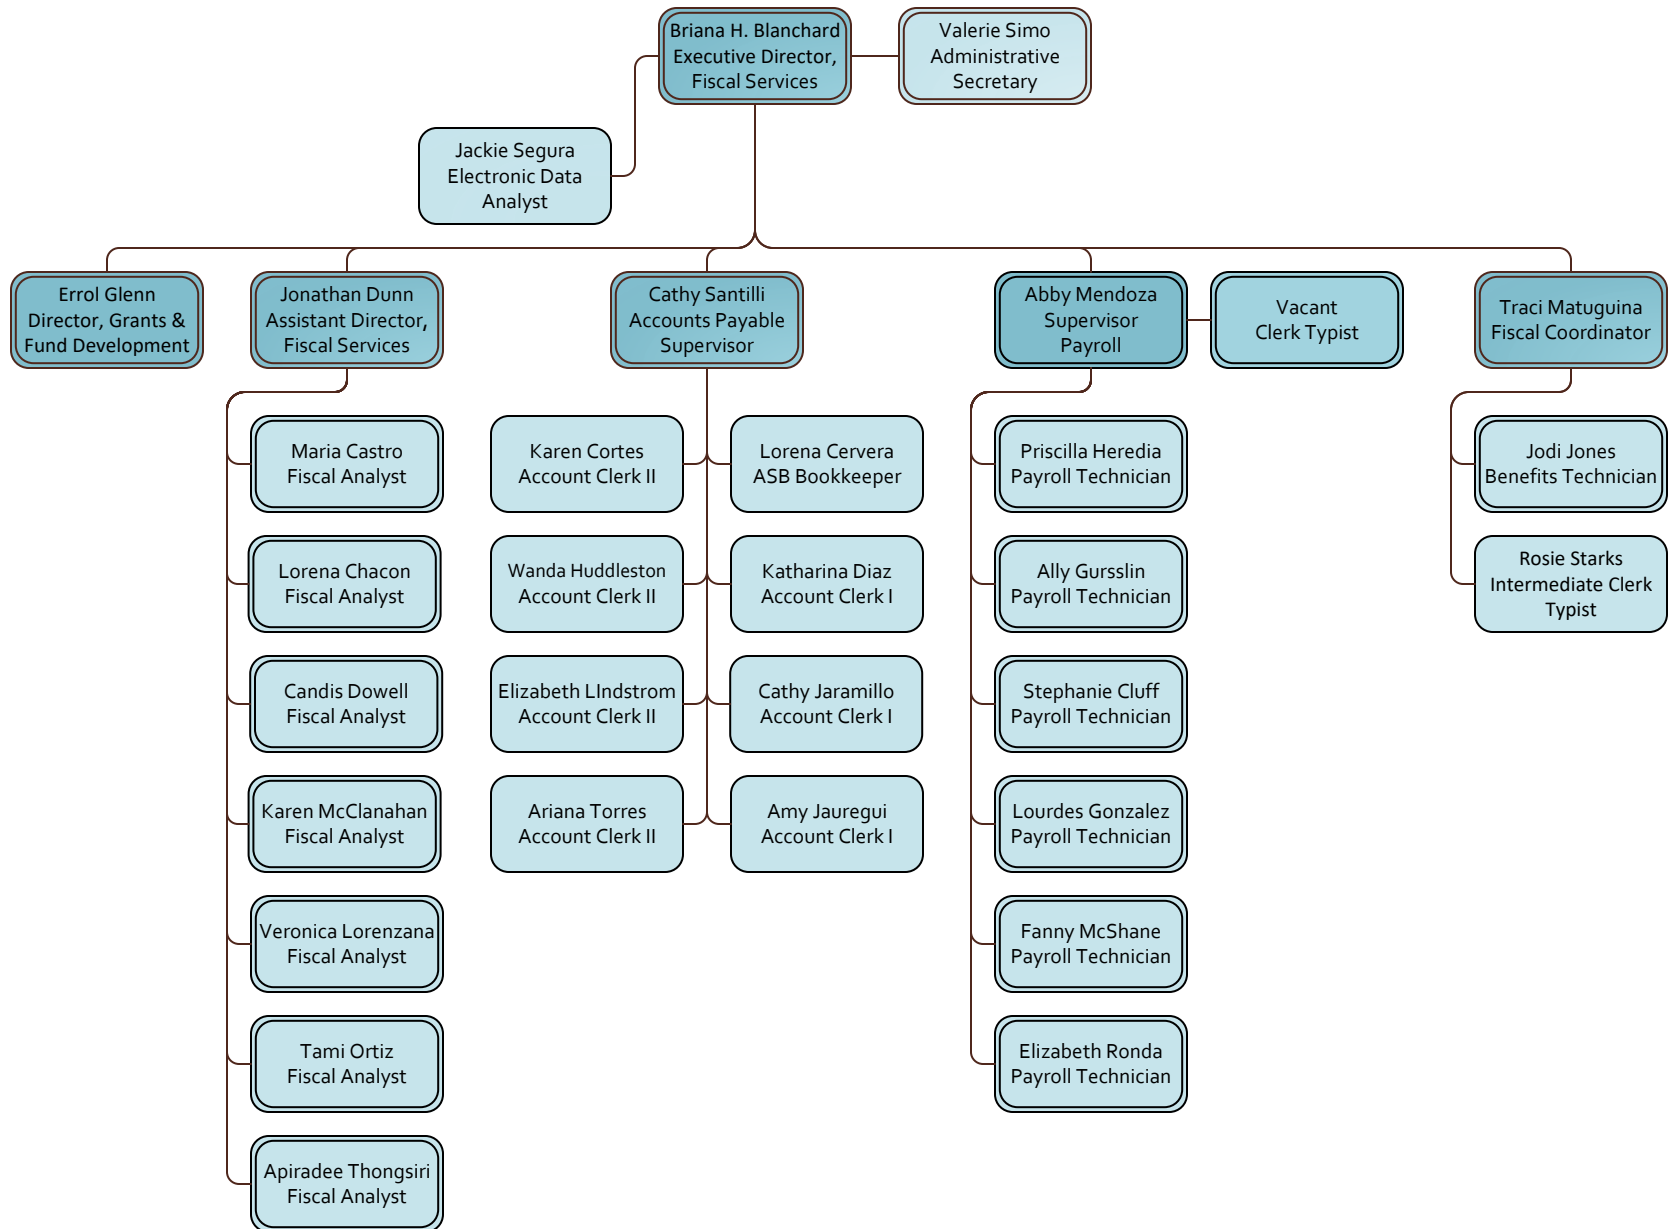 Briana H. Blanchard
Executive Director,
Fiscal Services
Valerie Simo
Administrative
Secretary
Jackie Segura
Electronic Data
Analyst
Errol Glenn
Director, Grants &
Fund Development
Jonathan Dunn
Assistant Director,
Fiscal Services
Cathy Santilli
Accounts Payable
Supervisor
Abby Mendoza
Supervisor
Payroll
Vacant
Clerk Typist
Traci Matuguina
Fiscal Coordinator
Maria Castro
Fiscal Analyst
Lorena Chacon
Fiscal Analyst
Candis Dowell
Fiscal Analyst
Karen McClanahan
Fiscal Analyst
Veronica Lorenzana
Fiscal Analyst
Tami Ortiz
Fiscal Analyst
Apiradee Thongsiri
Fiscal Analyst
Karen Cortes
Account Clerk II
Lorena Cervera
ASB Bookkeeper
Wanda Huddleston
Account Clerk II
Katharina Diaz
Account Clerk I
Elizabeth LIndstrom
Account Clerk II
Cathy Jaramillo
Account Clerk I
Ariana Torres
Account Clerk II
Amy Jauregui
Account Clerk I
Priscilla Heredia
Payroll Technician
Ally Gursslin
Payroll Technician
Stephanie Cluff
Payroll Technician
Lourdes Gonzalez
Payroll Technician
Fanny McShane
Payroll Technician
Elizabeth Ronda
Payroll Technician
Jodi Jones
Benefits Technician
Rosie Starks
Intermediate Clerk
Typist